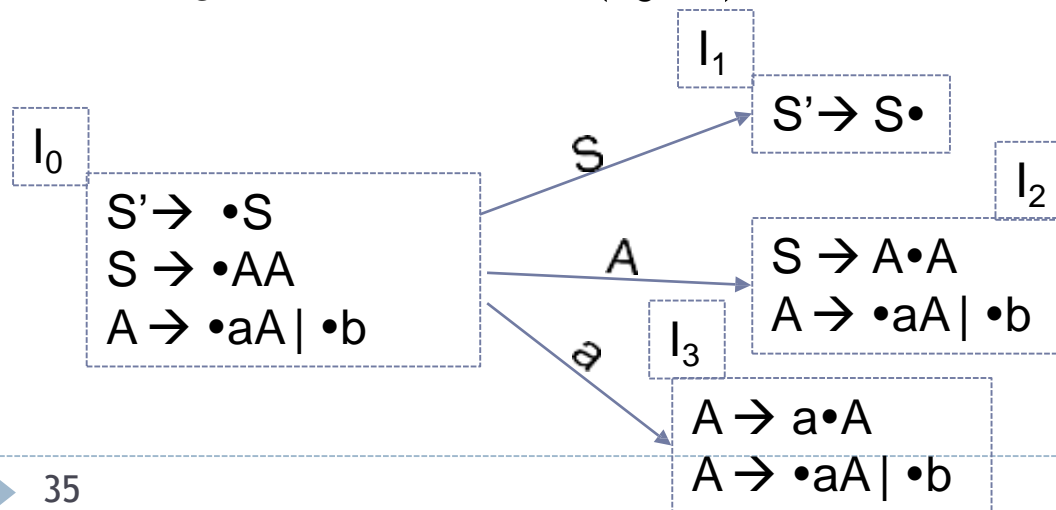 I₁
S’→ S•
I₀
S
I₂
S’→ •S
S → •AA
A → •aA| •b
A
S → A•A
A → •aA| •b
a
I₃
A → a•A
A → •aA| •b
35